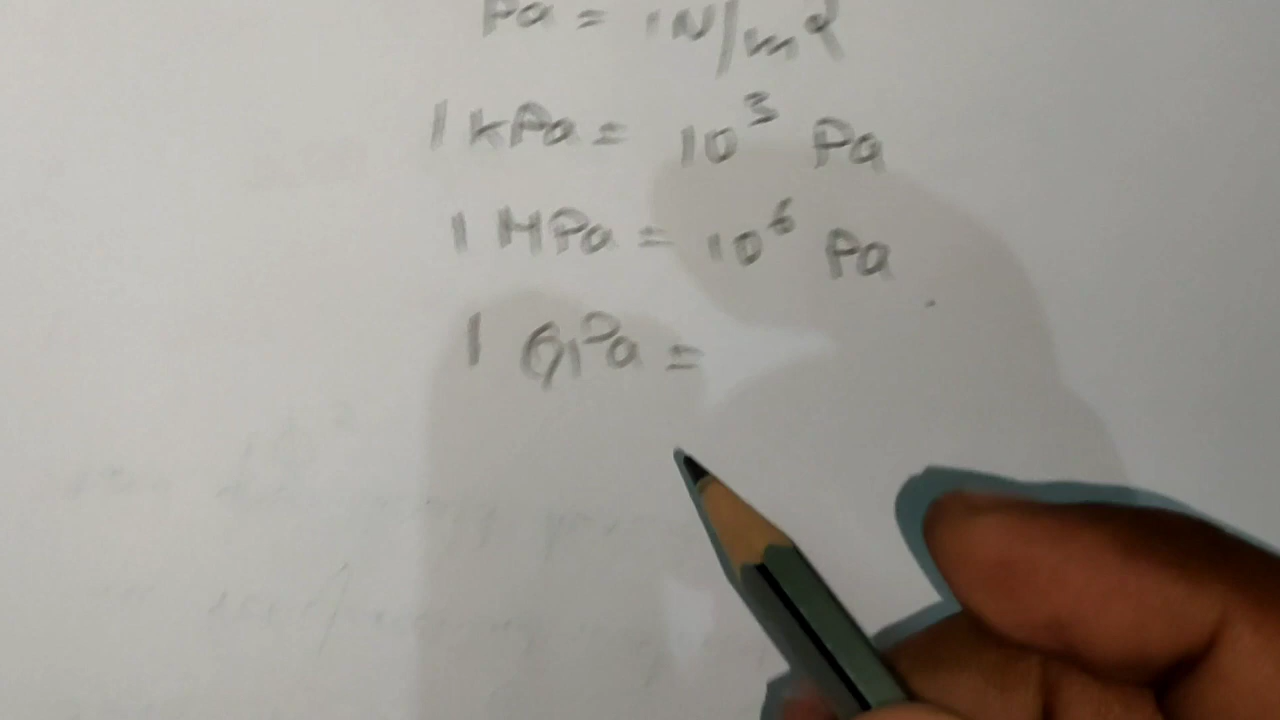 Pa = 1N/m²
1 kPa = 10³ Pa
1 MPa = 10⁶ Pa
1 GPa =